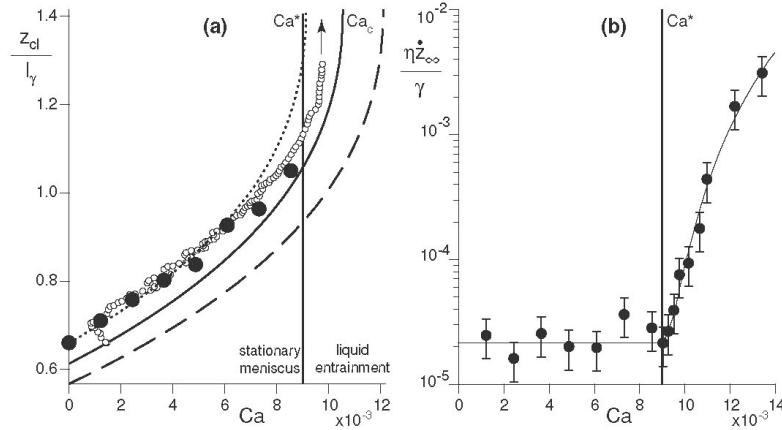 (a)
Ca*
Ca_c
z_cl
l_γ
1.4
1.2
1.0
0.8
0.6
stationary meniscus
liquid entrainment
0 2 4 6 8 10 12
Ca
x10⁻³
(b)
Ca*
ηż_∞
γ
10⁻²
10⁻³
10⁻⁴
10⁻⁵
0 2 4 6 8 10 12 14
Ca
x10⁻³